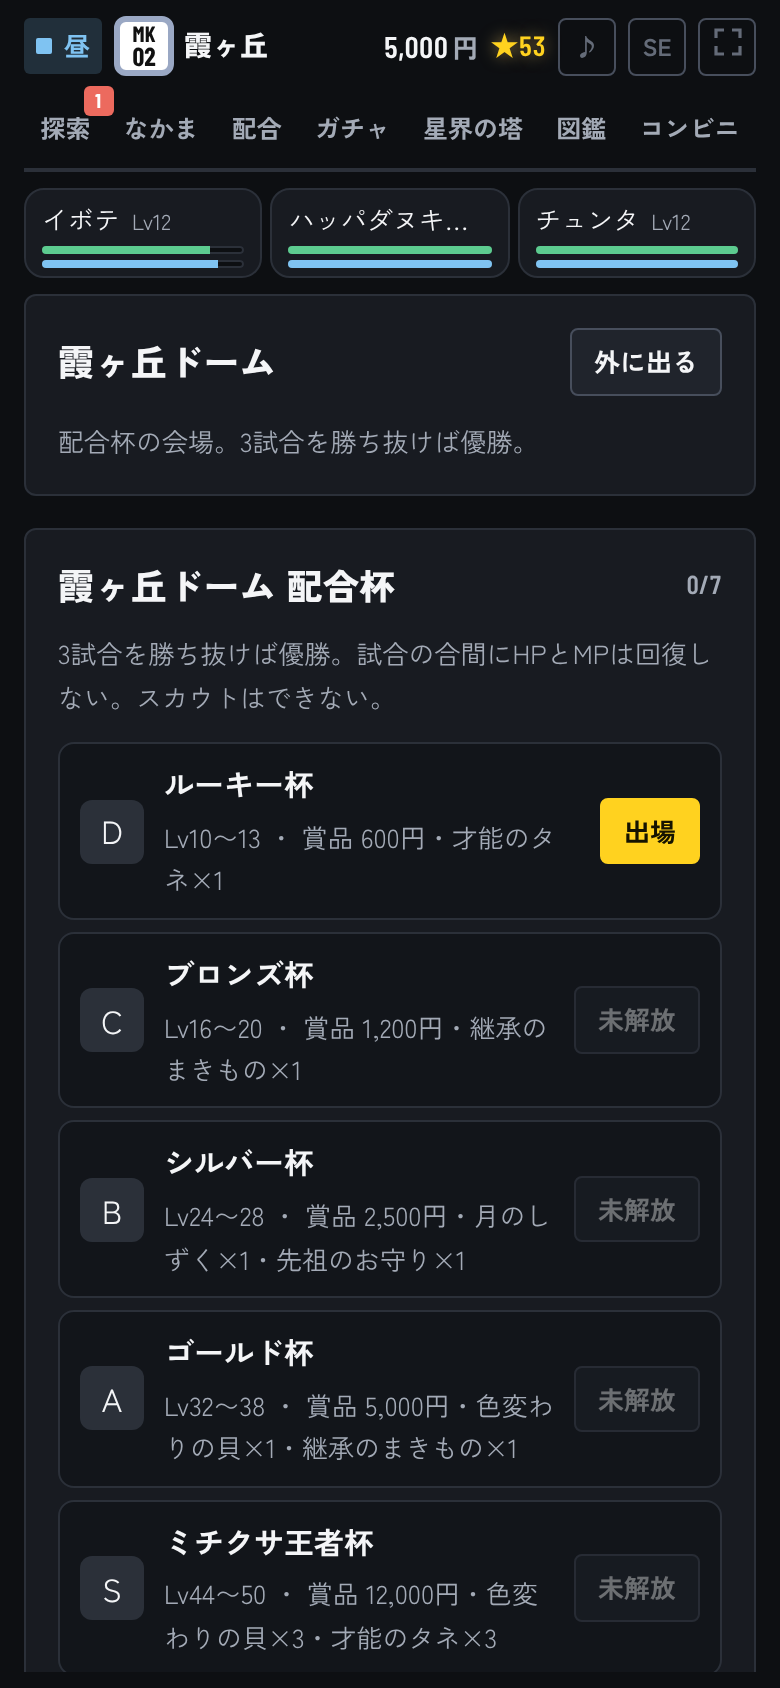 昼
MK
02
霞ヶ丘
5,000 円
★53
♪
SE
探索
1
なかま
配合
ガチャ
星界の塔
図鑑
コンビニ
イボテ Lv12
ハッパダヌキ…
チュンタ Lv12
霞ヶ丘ドーム
外に出る
配合杯の会場。3試合を勝ち抜けば優勝。
霞ヶ丘ドーム 配合杯
0/7
3試合を勝ち抜けば優勝。試合の合間にHPとMPは回復し
ない。スカウトはできない。
D
ルーキー杯
Lv10〜13 ・ 賞品 600円・才能のタ
ネ×1
出場
C
ブロンズ杯
Lv16〜20 ・ 賞品 1,200円・継承の
まきもの×1
未解放
B
シルバー杯
Lv24〜28 ・ 賞品 2,500円・月のし
ずく×1・先祖のお守り×1
未解放
A
ゴールド杯
Lv32〜38 ・ 賞品 5,000円・色変わ
りの貝×1・継承のまきもの×1
未解放
S
ミチクサ王者杯
Lv44〜50 ・ 賞品 12,000円・色変
わりの貝×3・才能のタネ×3
未解放